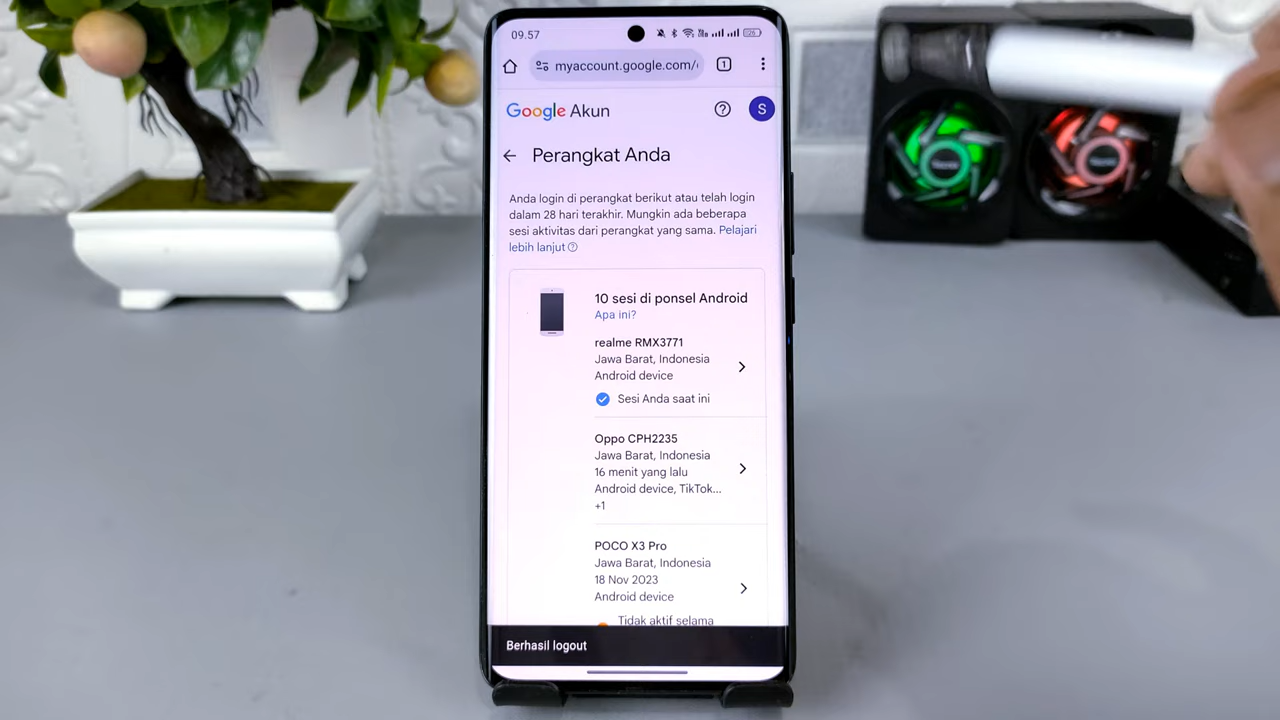 09.57
myaccount.google.com/
1
Google Akun
S
Perangkat Anda
Anda login di perangkat berikut atau telah login
dalam 28 hari terakhir. Mungkin ada beberapa
sesi aktivitas dari perangkat yang sama. Pelajari
lebih lanjut
10 sesi di ponsel Android
Apa ini?
realme RMX3771
Jawa Barat, Indonesia
Android device
Sesi Anda saat ini
Oppo CPH2235
Jawa Barat, Indonesia
16 menit yang lalu
Android device, TikTok...
+1
POCO X3 Pro
Jawa Barat, Indonesia
18 Nov 2023
Android device
Tidak aktif selama
Berhasil logout